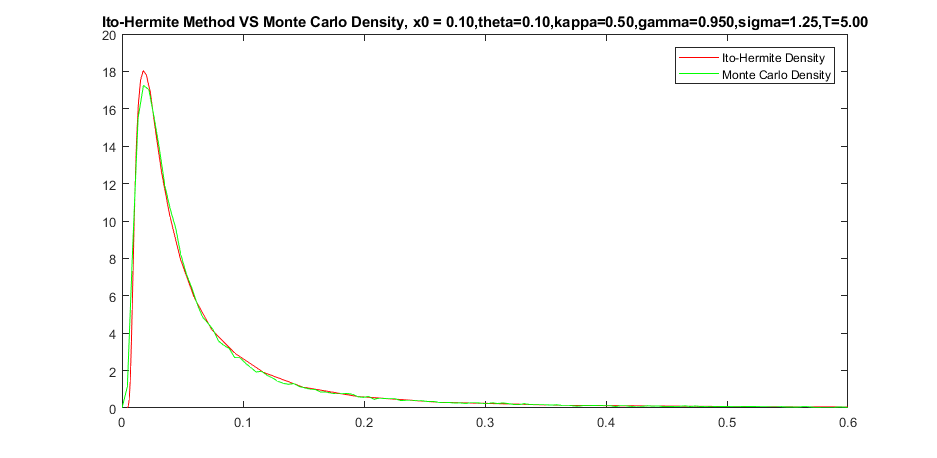 Ito-Hermite Method VS Monte Carlo Density, x0 = 0.10,theta=0.10,kappa=0.50,gamma=0.950,sigma=1.25,T=5.00
20
18
16
14
12
10
8
6
4
2
0
Ito-Hermite Density
Monte Carlo Density
0 0.1 0.2 0.3 0.4 0.5 0.6